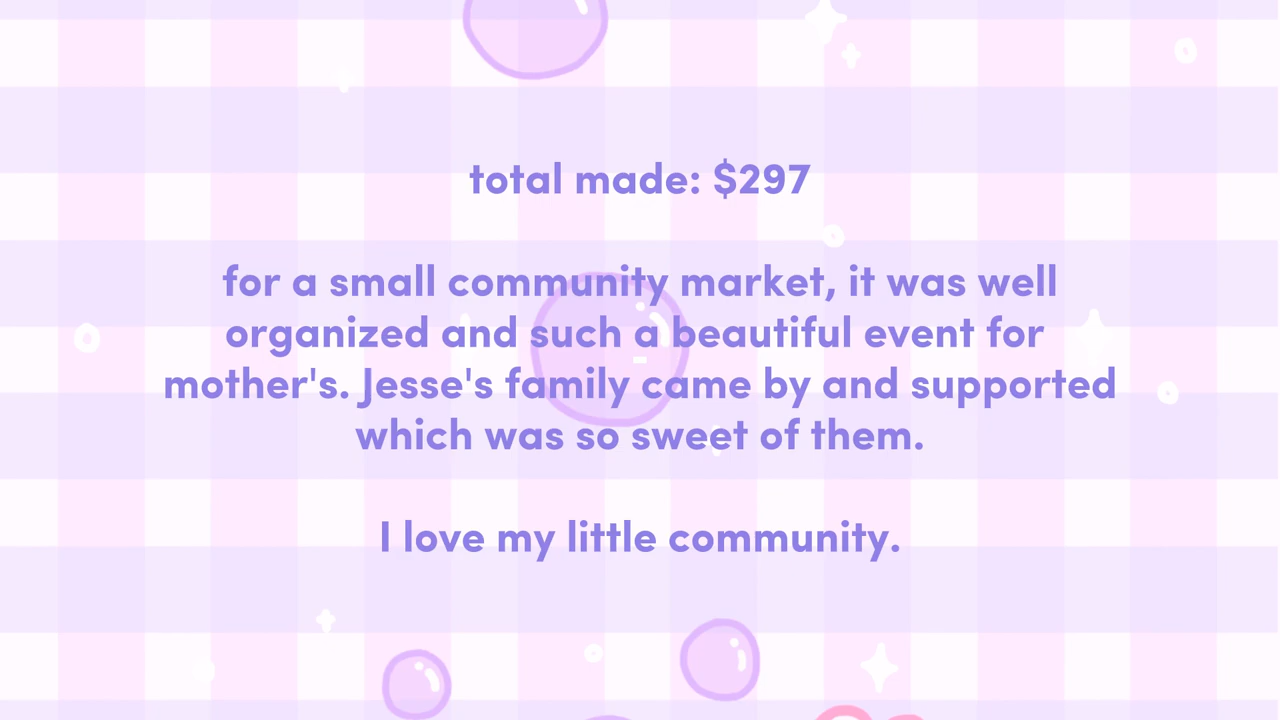 total made: $297
for a small community market, it was well
organized and such a beautiful event for
mother's. Jesse's family came by and supported
which was so sweet of them.
I love my little community.